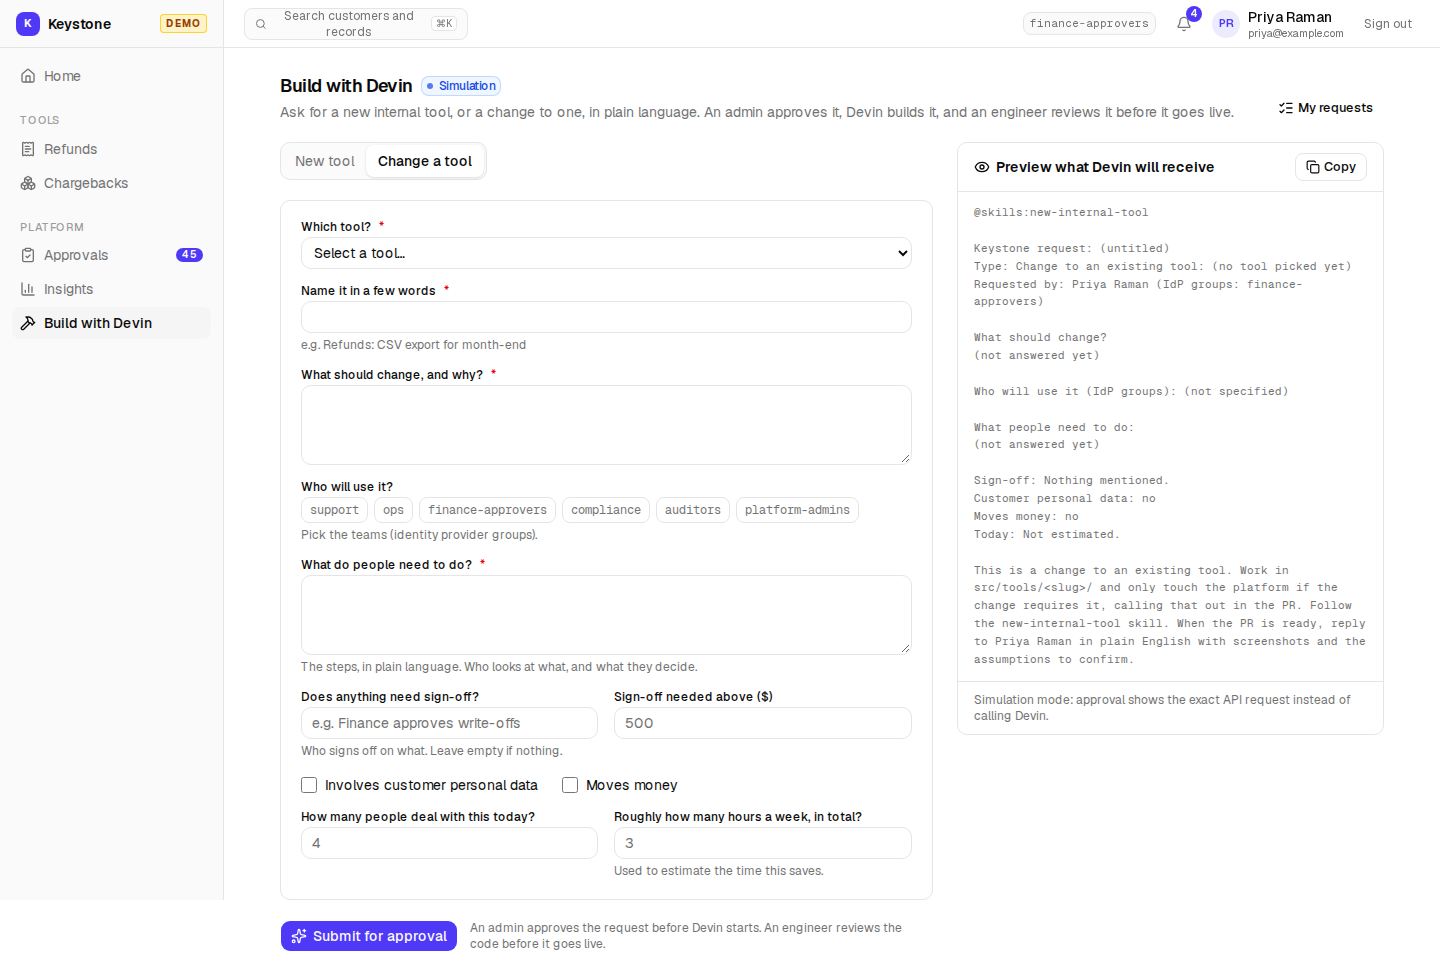 K Keystone DEMO
Search customers and records ⌘K
finance-approvers
4
PR Priya Raman
priya@example.com
Sign out
Home
TOOLS
Refunds
Chargebacks
PLATFORM
Approvals 45
Insights
Build with Devin
Build with Devin Simulation
Ask for a new internal tool, or a change to one, in plain language. An admin approves it, Devin builds it, and an engineer reviews it before it goes live.
My requests
New tool Change a tool
Which tool? *
Select a tool...
Name it in a few words *
e.g. Refunds: CSV export for month-end
What should change, and why? *
Who will use it?
support ops finance-approvers compliance auditors platform-admins
Pick the teams (identity provider groups).
What do people need to do? *
The steps, in plain language. Who looks at what, and what they decide.
Does anything need sign-off? Sign-off needed above ($)
e.g. Finance approves write-offs 500
Who signs off on what. Leave empty if nothing.
Involves customer personal data Moves money
How many people deal with this today? Roughly how many hours a week, in total?
4 3
Used to estimate the time this saves.
Submit for approval
An admin approves the request before Devin starts. An engineer reviews the
code before it goes live.
Preview what Devin will receive Copy
@skills:new-internal-tool
Keystone request: (untitled)
Type: Change to an existing tool: (no tool picked yet)
Requested by: Priya Raman (IdP groups: finance-
approvers)
What should change?
(not answered yet)
Who will use it (IdP groups): (not specified)
What people need to do:
(not answered yet)
Sign-off: Nothing mentioned.
Customer personal data: no
Moves money: no
Today: Not estimated.
This is a change to an existing tool. Work in
src/tools/<slug>/ and only touch the platform if the
change requires it, calling that out in the PR. Follow
the new-internal-tool skill. When the PR is ready, reply
to Priya Raman in plain English with screenshots and the
assumptions to confirm.
Simulation mode: approval shows the exact API request instead of
calling Devin.